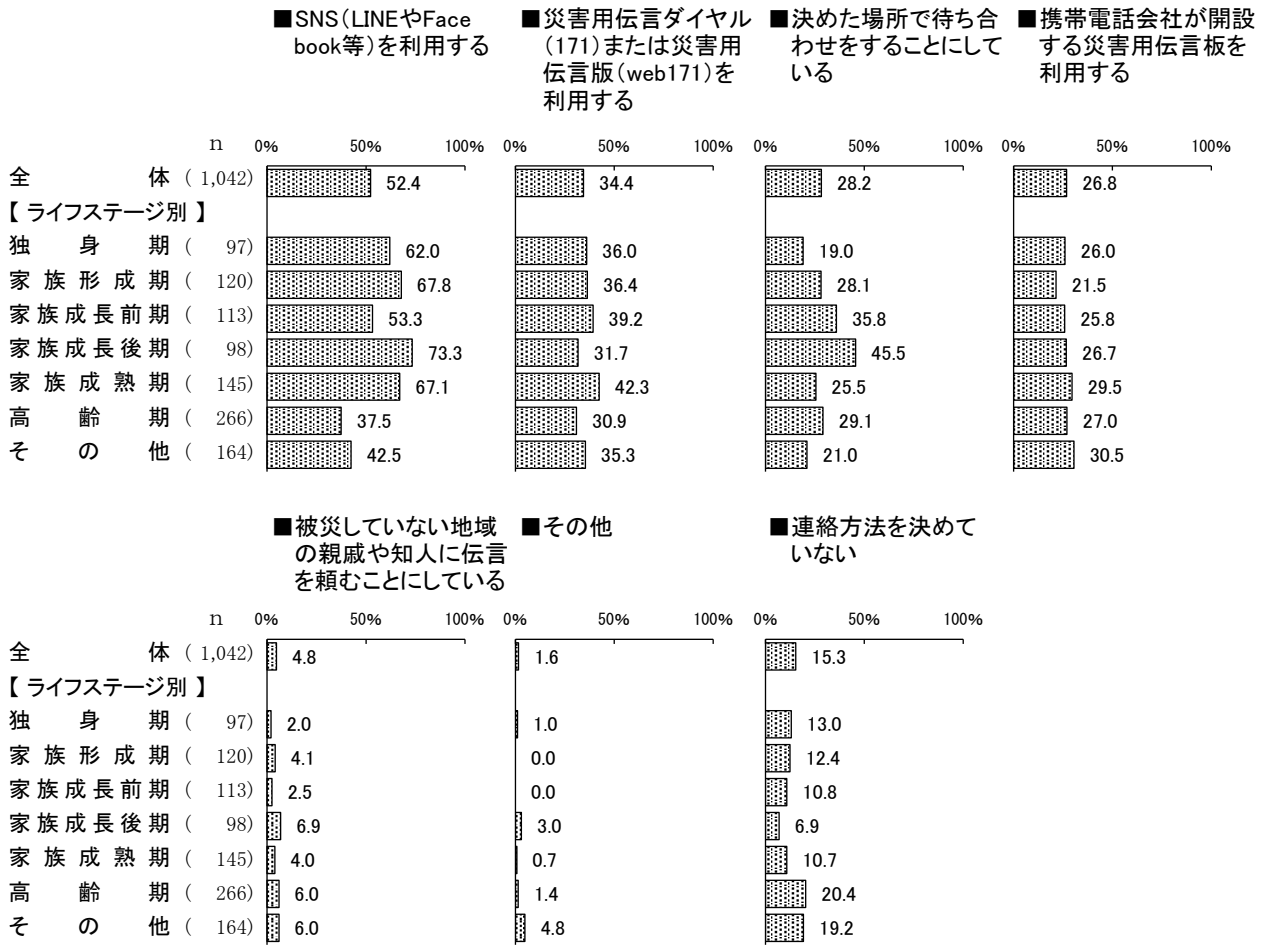 ■SNS（LINEやFace
book等）を利用する
■災害用伝言ダイヤル
（171）または災害用
伝言版（web171）を
利用する
■決めた場所で待ち合
わせをすることにして
いる
■携帯電話会社が開設
する災害用伝言板を
利用する
n 0% 50% 100% 0% 50% 100% 0% 50% 100% 0% 50% 100%
全体 (1,042) 52.4 34.4 28.2 26.8
【ライフステージ別】
独身期 ( 97) 62.0 36.0 19.0 26.0
家族形成期 ( 120) 67.8 36.4 28.1 21.5
家族成長前期 ( 113) 53.3 39.2 35.8 25.8
家族成長後期 ( 98) 73.3 31.7 45.5 26.7
家族成熟期 ( 145) 67.1 42.3 25.5 29.5
高齢期 ( 266) 37.5 30.9 29.1 27.0
その他 ( 164) 42.5 35.3 21.0 30.5
■被災していない地域
の親戚や知人に伝言
を頼むことにしている
■その他
■連絡方法を決めて
いない
n 0% 50% 100% 0% 50% 100% 0% 50% 100%
全体 (1,042) 4.8 1.6 15.3
【ライフステージ別】
独身期 ( 97) 2.0 1.0 13.0
家族形成期 ( 120) 4.1 0.0 12.4
家族成長前期 ( 113) 2.5 0.0 10.8
家族成長後期 ( 98) 6.9 3.0 6.9
家族成熟期 ( 145) 4.0 0.7 10.7
高齢期 ( 266) 6.0 1.4 20.4
その他 ( 164) 6.0 4.8 19.2